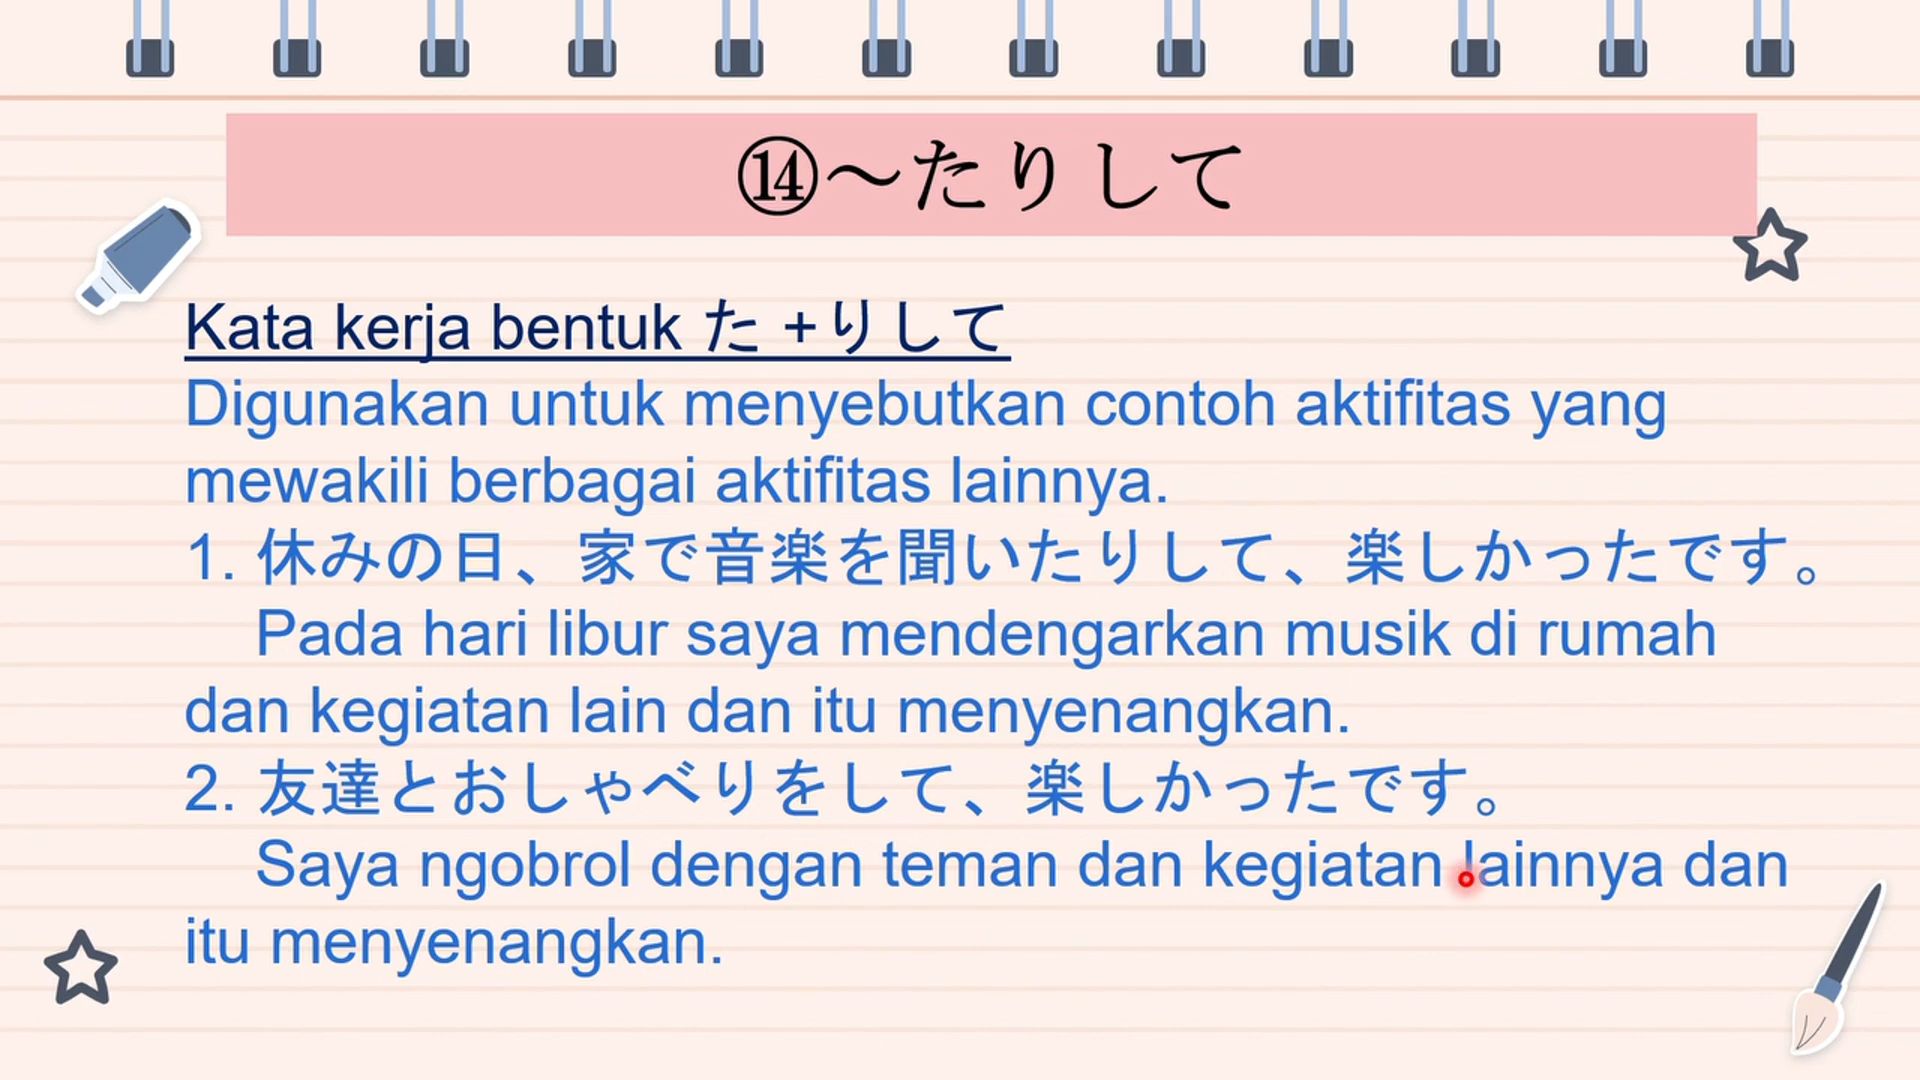 ⑭～たりして
Kata kerja bentuk た +りして
Digunakan untuk menyebutkan contoh aktifitas yang
mewakili berbagai aktifitas lainnya.
1. 休みの日、家で音楽を聞いたりして、楽しかったです。
Pada hari libur saya mendengarkan musik di rumah
dan kegiatan lain dan itu menyenangkan.
2. 友達とおしゃべりをして、楽しかったです。
Saya ngobrol dengan teman dan kegiatan lainnya dan
itu menyenangkan.